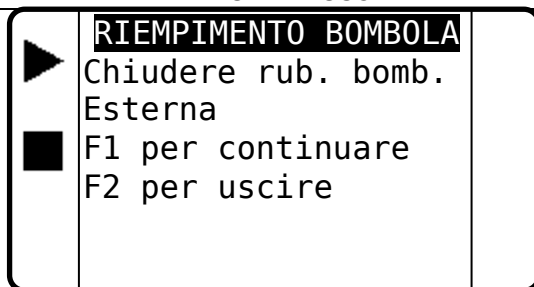 RIEMPIMENTO BOMBOLA
Chiudere rub. bomb.
Esterna
F1 per continuare
F2 per uscire